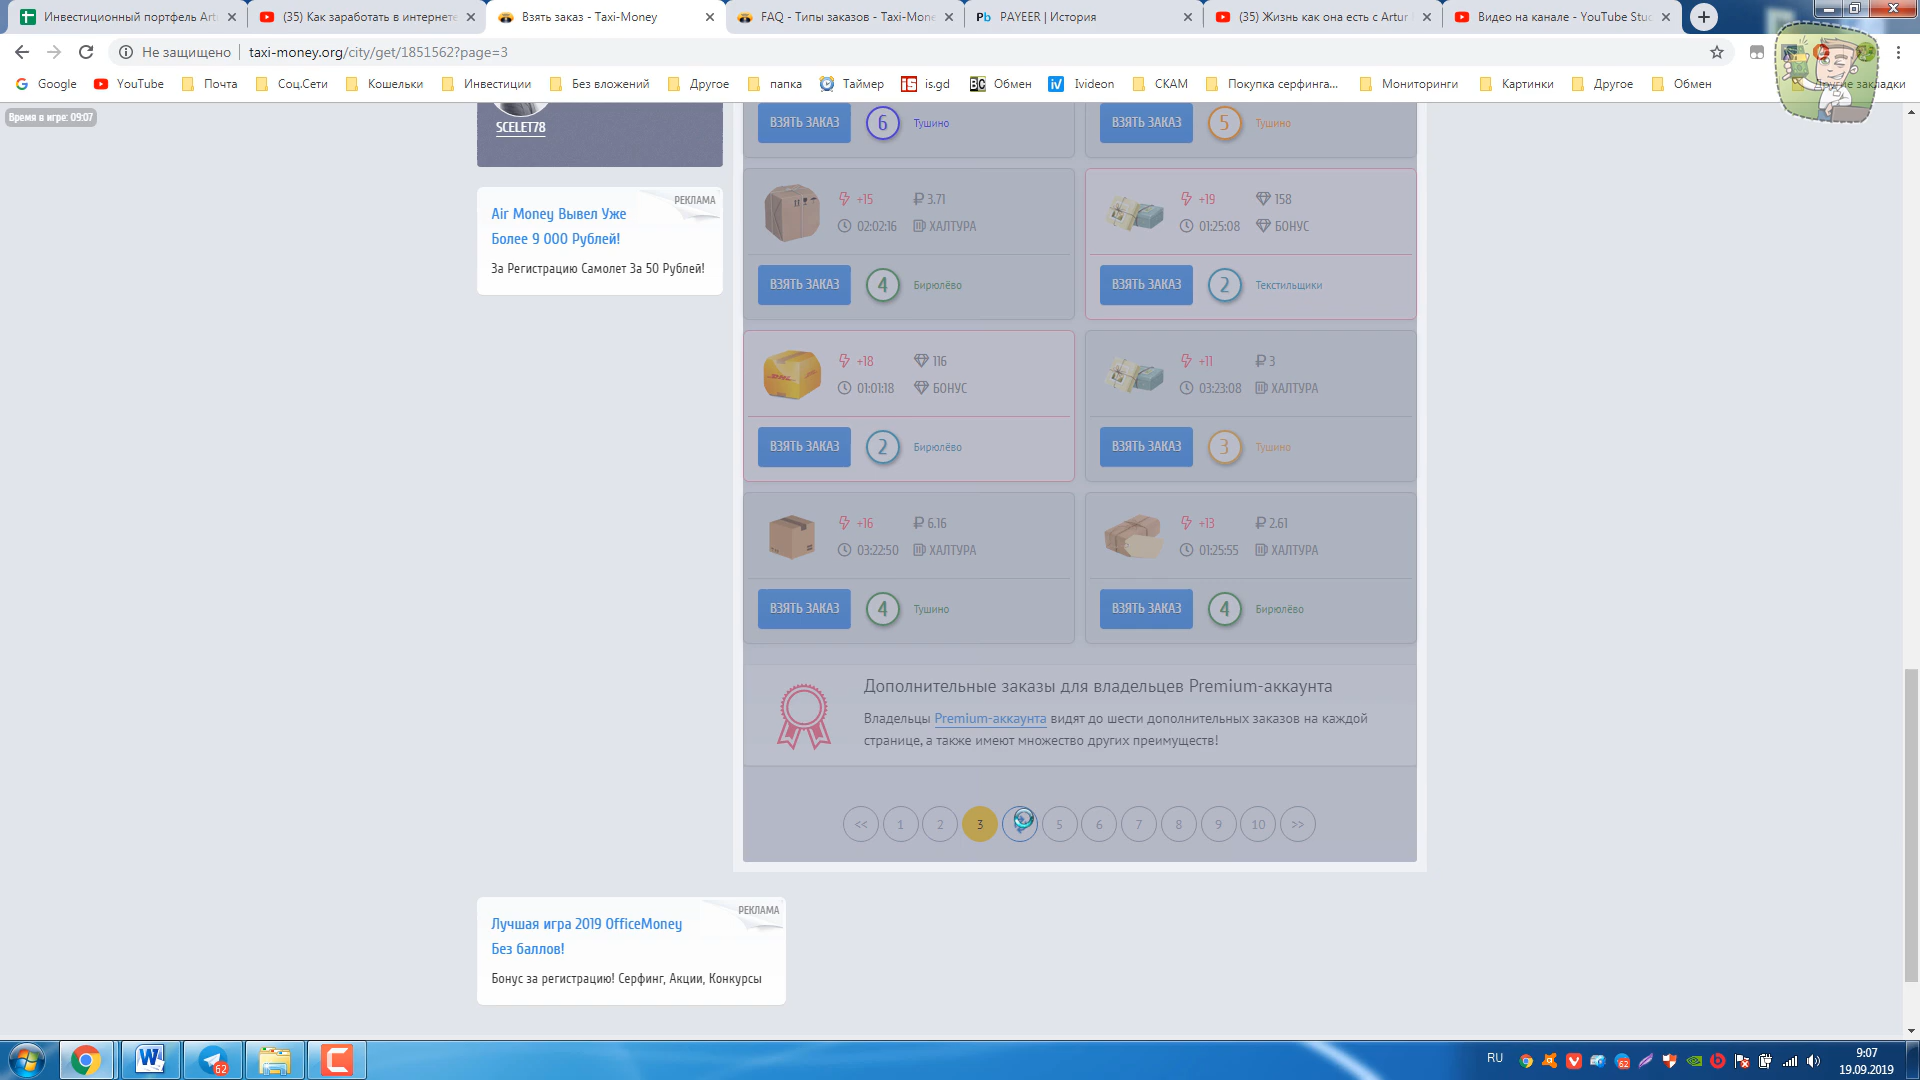 Инвестиционный портфель Art
(35) Как заработать в интернете
Взять заказ - Taxi-Money
FAQ - Типы заказов - Taxi-Mone
PAYEER | История
(35) Жизнь как она есть с Artur
Видео на канале - YouTube Stud
Не защищено
taxi-money.org/city/get/1851562?page=3
Google
YouTube
Почта
Соц.Сети
Кошельки
Инвестиции
Без вложений
Другое
папка
Таймер
is.gd
Обмен
Ivideon
СКАМ
Покупка серфинга...
Мониторинги
Картинки
Другое
Обмен
Другие закладки
Время в игре: 09:07
SCELET78
РЕКЛАМА
Air Money Вывел Уже
Более 9 000 Рублей!
За Регистрацию Самолет За 50 Рублей!
ВЗЯТЬ ЗАКАЗ 6 Тушино
ВЗЯТЬ ЗАКАЗ 5 Тушино
+15 ₽ 3.71
02:02:16 ХАЛТУРА
ВЗЯТЬ ЗАКАЗ 4 Бирюлёво
+19 158
01:25:08 БОНУС
ВЗЯТЬ ЗАКАЗ 2 Текстильщики
+18 116
01:01:18 БОНУС
ВЗЯТЬ ЗАКАЗ 2 Бирюлёво
+11 ₽ 3
03:23:08 ХАЛТУРА
ВЗЯТЬ ЗАКАЗ 3 Тушино
+16 ₽ 6.16
03:22:50 ХАЛТУРА
ВЗЯТЬ ЗАКАЗ 4 Тушино
+13 ₽ 2.61
01:25:55 ХАЛТУРА
ВЗЯТЬ ЗАКАЗ 4 Бирюлёво
Дополнительные заказы для владельцев Premium-аккаунта
Владельцы Premium-аккаунта видят до шести дополнительных заказов на каждой
странице, а также имеют множество других преимуществ!
<< 1 2 3 5 6 7 8 9 10 >>
РЕКЛАМА
Лучшая игра 2019 OfficeMoney
Без баллов!
Бонус за регистрацию! Серфинг, Акции, Конкурсы
62
RU
62
9:07
19.09.2019